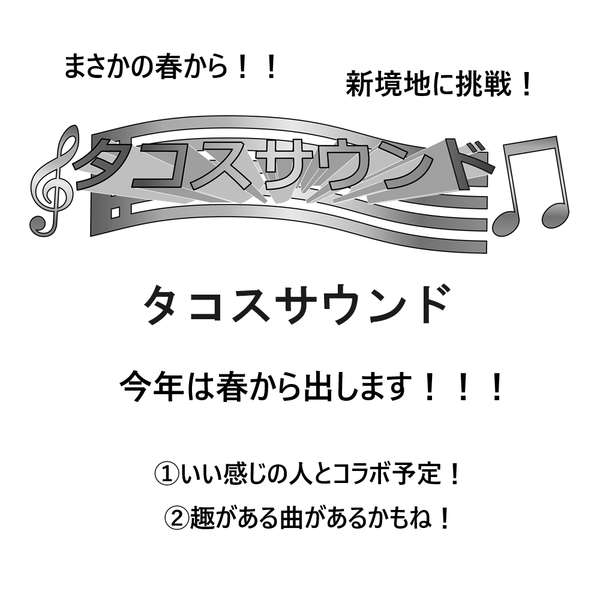 まさかの春から！！
新境地に挑戦！
タコスサウンド
タコスサウンド
今年は春から出します！！！
①いい感じの人とコラボ予定！
②趣がある曲があるかもね！